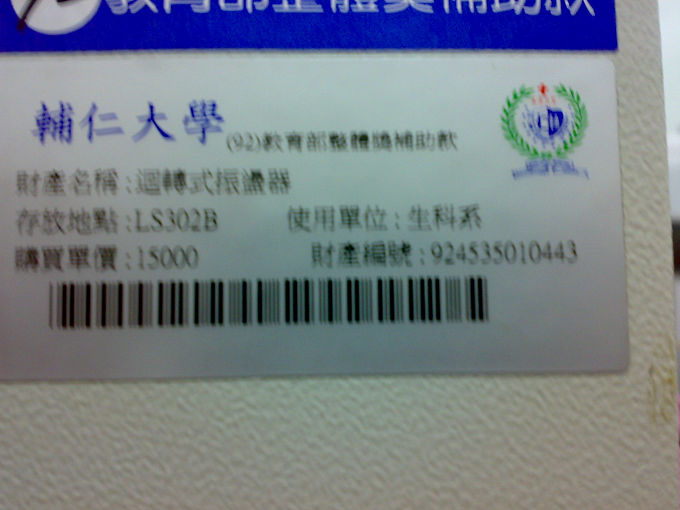 教育部整體獎補助款
輔仁大學 (92)教育部整體獎補助款
財產名稱:迴轉式振盪器
存放地點:LS302B 使用單位:生科系
購買單價:15000 財產編號:924535010443